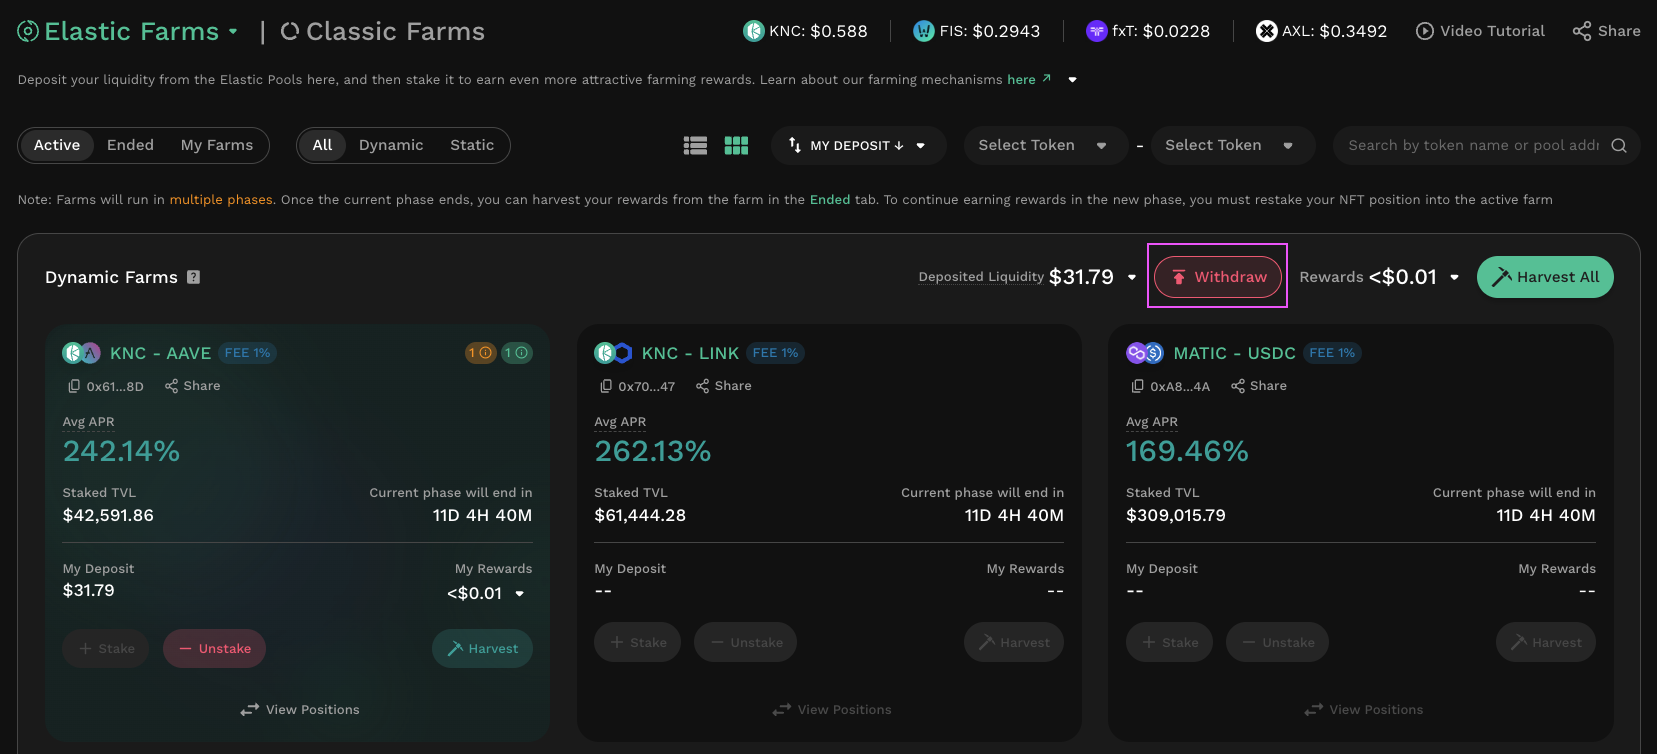 Elastic Farms | Classic Farms KNC: $0.588 FIS: $0.2943 fxT: $0.0228 AXL: $0.3492 Video Tutorial Share
Deposit your liquidity from the Elastic Pools here, and then stake it to earn even more attractive farming rewards. Learn about our farming mechanisms here ↗
Active Ended My Farms All Dynamic Static MY DEPOSIT ↓ Select Token - Select Token Search by token name or pool addr
Note: Farms will run in multiple phases. Once the current phase ends, you can harvest your rewards from the farm in the Ended tab. To continue earning rewards in the new phase, you must restake your NFT position into the active farm
Dynamic Farms ? Deposited Liquidity $31.79 Withdraw Rewards <$0.01 Harvest All
KNC - AAVE FEE 1% 1 1
0x61...8D Share
Avg APR
242.14%
Staked TVL Current phase will end in
$42,591.86 11D 4H 40M
My Deposit My Rewards
$31.79 <$0.01
+ Stake − Unstake Harvest
View Positions
KNC - LINK FEE 1%
0x70...47 Share
Avg APR
262.13%
Staked TVL Current phase will end in
$61,444.28 11D 4H 40M
My Deposit My Rewards
-- --
+ Stake − Unstake Harvest
View Positions
MATIC - USDC FEE 1%
0xA8...4A Share
Avg APR
169.46%
Staked TVL Current phase will end in
$309,015.79 11D 4H 40M
My Deposit My Rewards
-- --
+ Stake − Unstake Harvest
View Positions